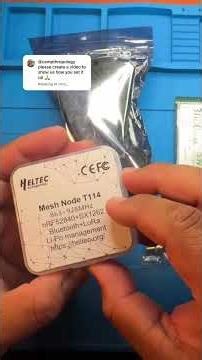 @comethroughgy
please create a video to
show us how you set it
up
HELTEC
CE FC
Mesh Node T114
863~928MHz
nRF52840+SX1262
Bluetooth+LoRa
Li-Po management
https://heltec.org/